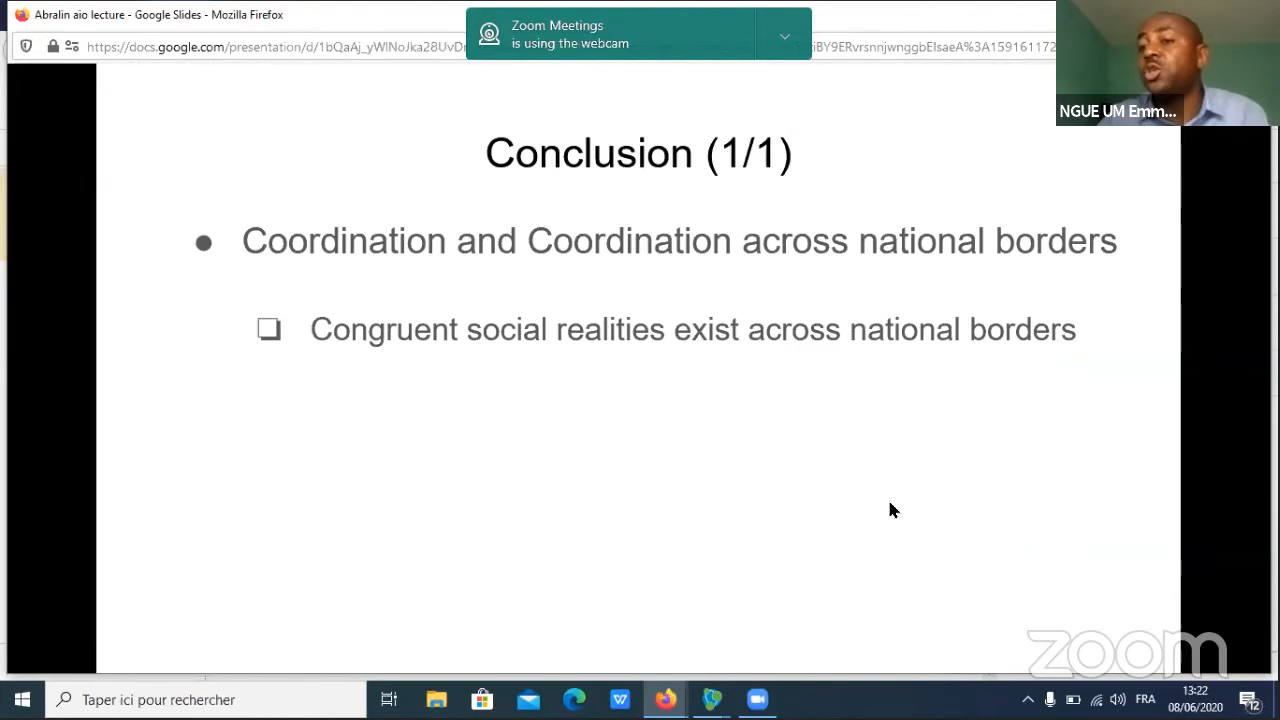 Abralin aio lecture - Google Slides - Mozilla Firefox
Zoom Meetings
is using the webcam
NGUE UM Emm...
Conclusion (1/1)
● Coordination and Coordination across national borders
❏ Congruent social realities exist across national borders
zoom
Taper ici pour rechercher
FRA
13:22
08/06/2020
12